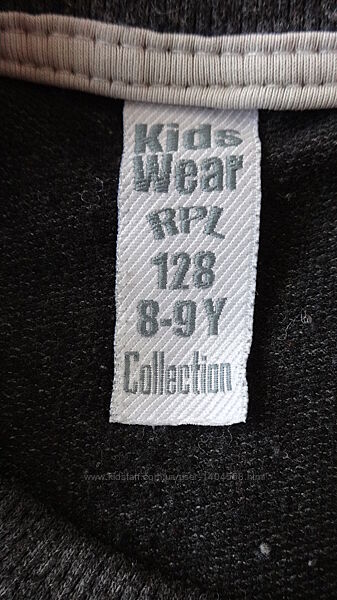 Kids
Wear
RPL
128
8-9Y
Collection